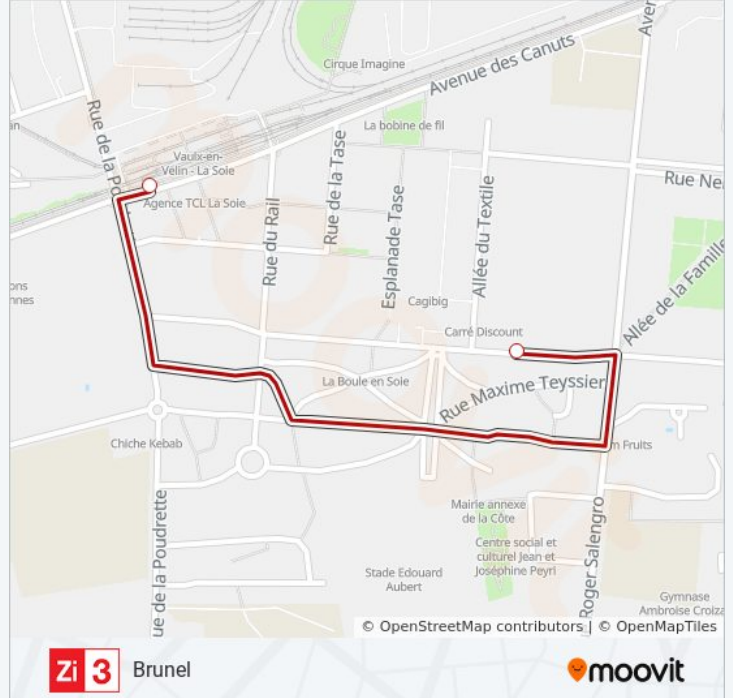 Cirque Imagine
Avenue des Canuts
La bobine de fil
Rue de la
Vaulx-en-
Velin - La Soie
Agence TCL La Soie
Rue de la Tase
Rue du Rail
Esplanade Tase
Allée du Textile
Allée de la Famille
Cagibig
Carré Discount
La Boule en Soie
Rue Maxime Teyssier
Chiche Kebab
Mairie annexe
de la Côte
Centre social et
culturel Jean et
Joséphine Peyri
Stade Edouard
Aubert
Roger Salengro
ue de la Poudrette
Gymnase
Ambroise Croiza
© OpenStreetMap contributors | © OpenMapTiles
Zi 3 Brunel
moovit